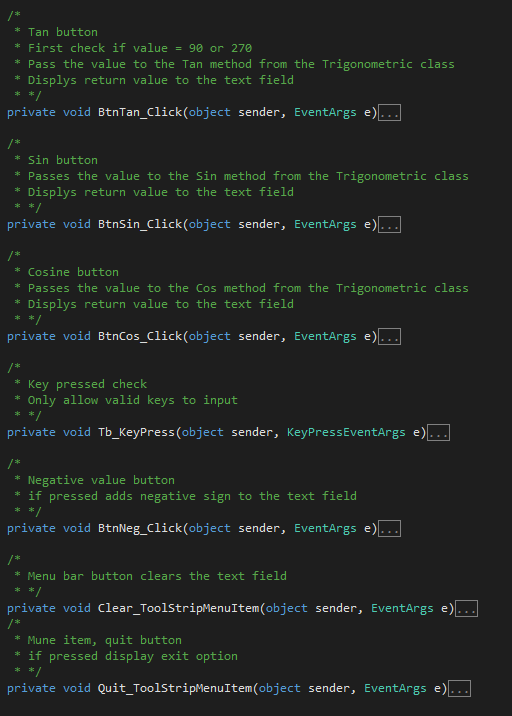 /*
 * Tan button
 * First check if value = 90 or 270
 * Pass the value to the Tan method from the Trigonometric class
 * Displys return value to the text field
 * */
private void BtnTan_Click(object sender, EventArgs e)...
/*
 * Sin button
 * Passes the value to the Sin method from the Trigonometric class
 * Displys return value to the text field
 * */
private void BtnSin_Click(object sender, EventArgs e)...
/*
 * Cosine button
 * Passes the value to the Cos method from the Trigonometric class
 * Displys return value to the text field
 * */
private void BtnCos_Click(object sender, EventArgs e)...
/*
 * Key pressed check
 * Only allow valid keys to input
 * */
private void Tb_KeyPress(object sender, KeyPressEventArgs e)...
/*
 * Negative value button
 * if pressed adds negative sign to the text field
 * */
private void BtnNeg_Click(object sender, EventArgs e)...
/*
 * Menu bar button clears the text field
 * */
private void Clear_ToolStripMenuItem(object sender, EventArgs e)...
/*
 * Mune item, quit button
 * if pressed display exit option
 * */
private void Quit_ToolStripMenuItem(object sender, EventArgs e)...